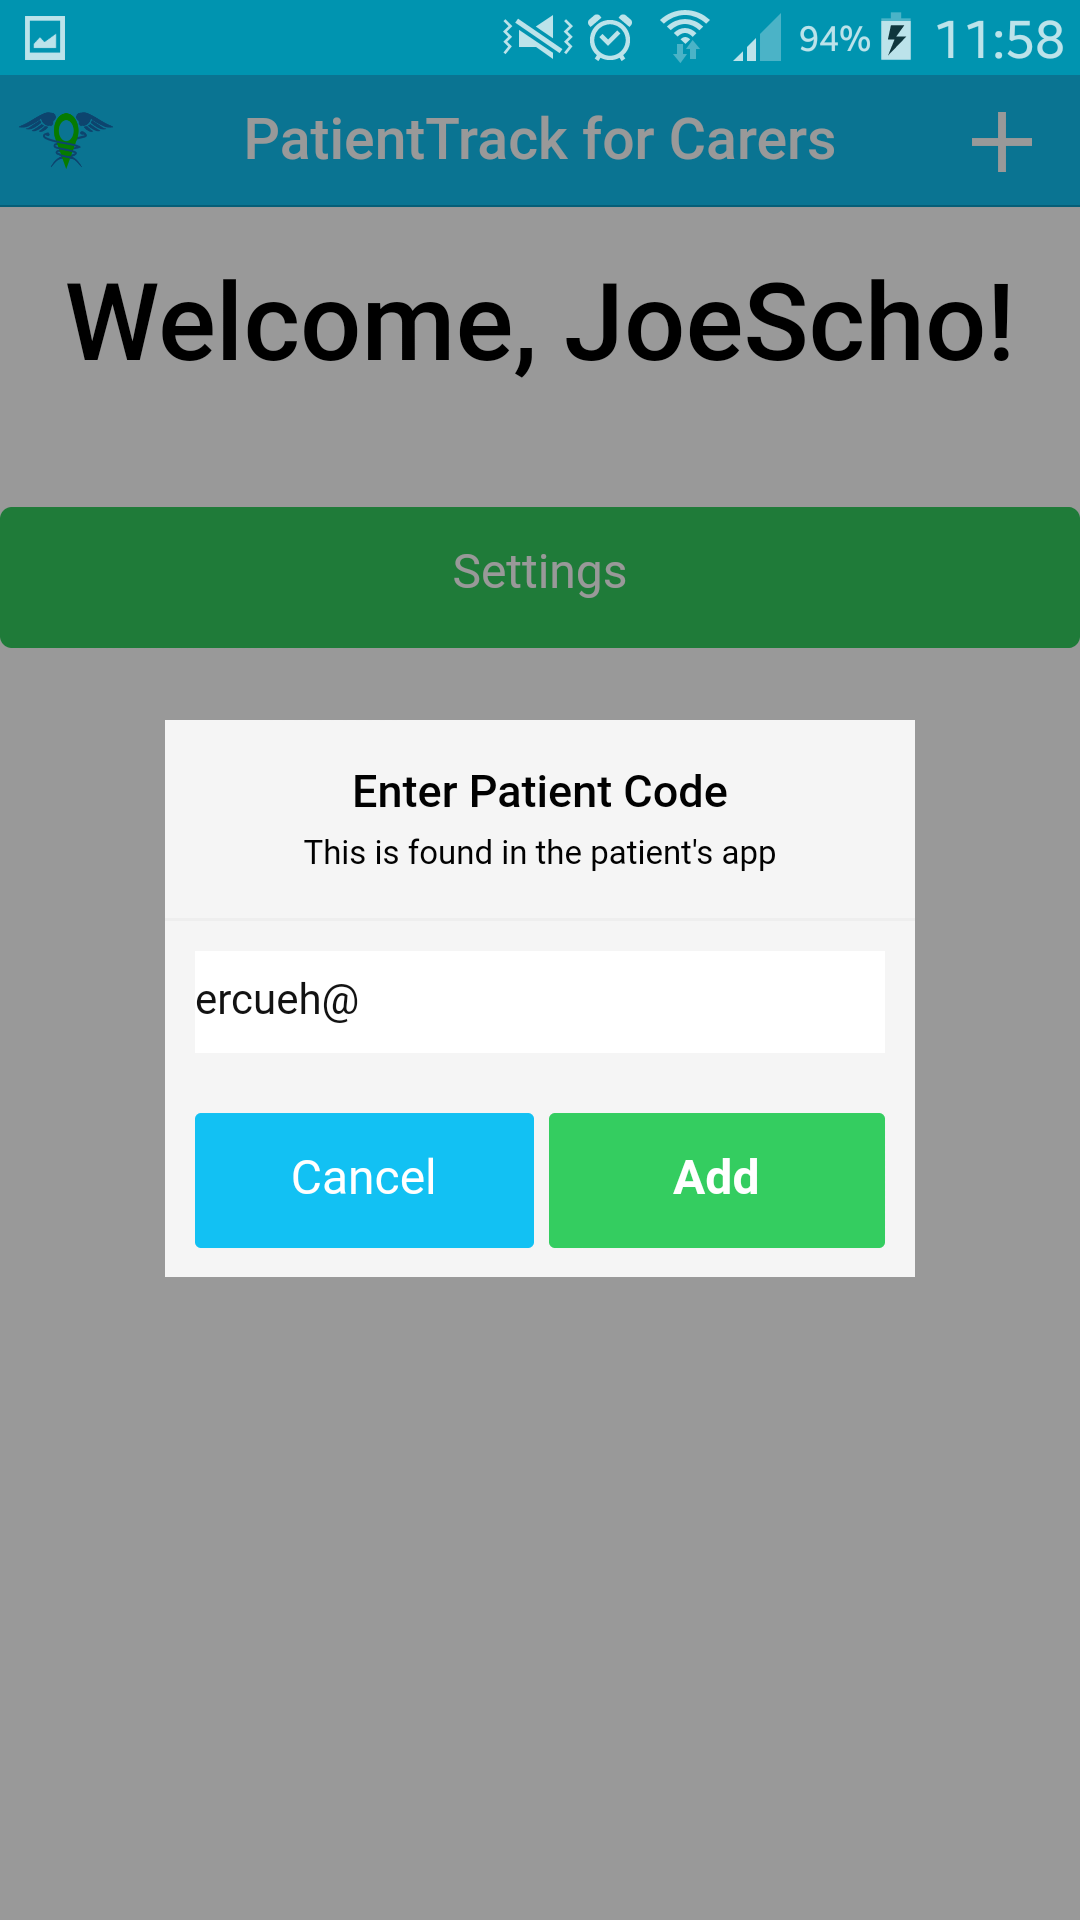 94% 11:58
PatientTrack for Carers
Welcome, JoeScho!
Settings
Enter Patient Code
This is found in the patient's app
ercueh@
Cancel Add